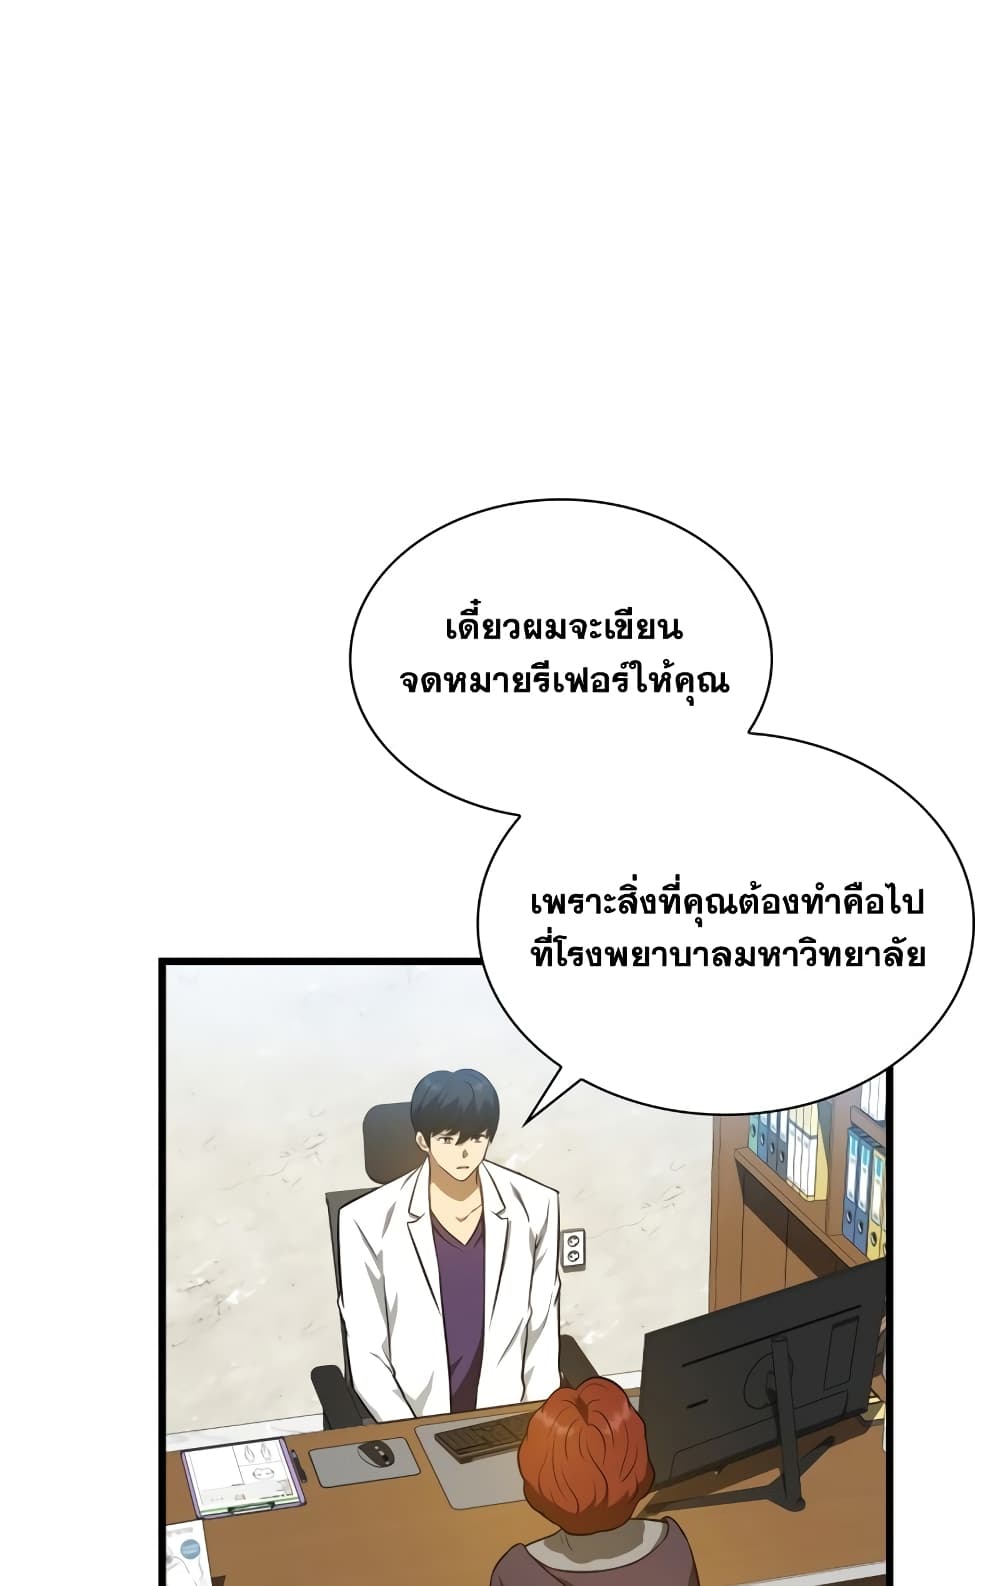 เดี๋ยวผมจะเขียน
จดหมายรีเฟอร์ให้คุณ
เพราะสิ่งที่คุณต้องทำคือไป
ที่โรงพยาบาลมหาวิทยาลัย